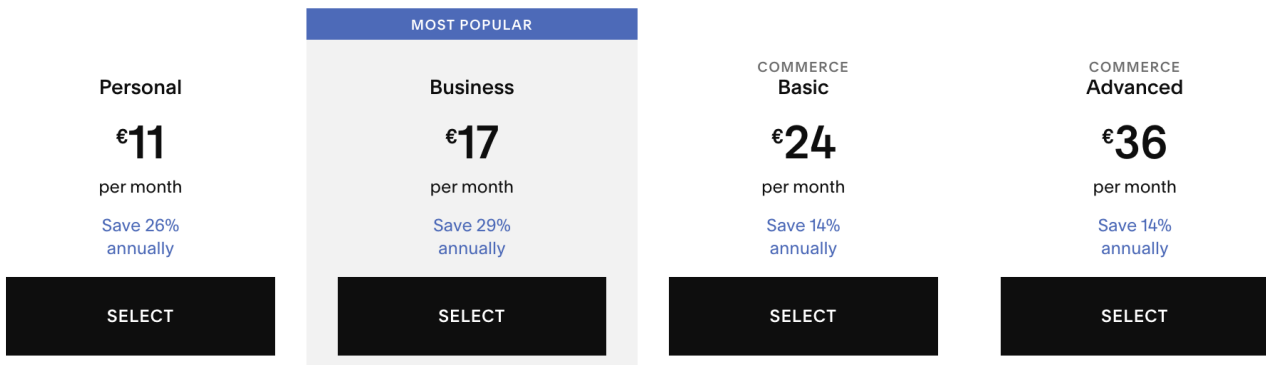 MOST POPULAR
Personal
€11
per month
Save 26%
annually
SELECT
Business
€17
per month
Save 29%
annually
SELECT
COMMERCE
Basic
€24
per month
Save 14%
annually
SELECT
COMMERCE
Advanced
€36
per month
Save 14%
annually
SELECT